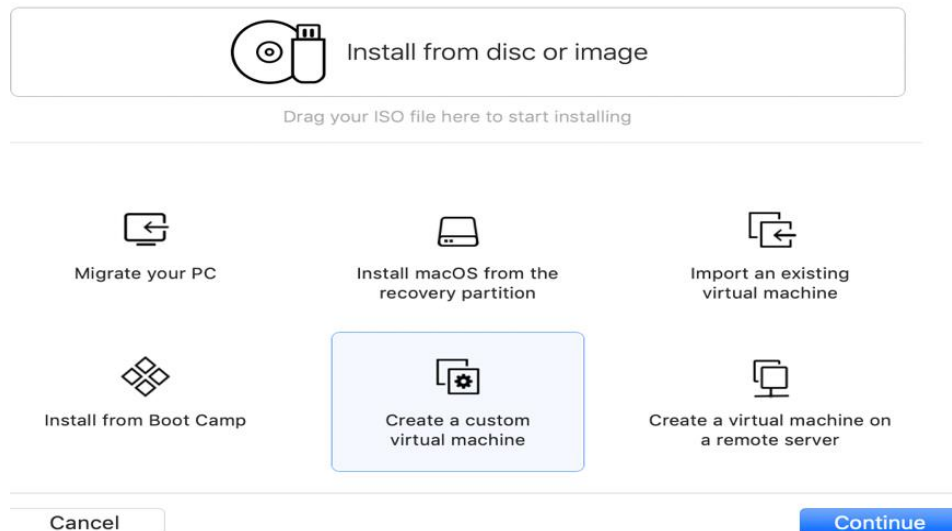 Install from disc or image
Drag your ISO file here to start installing
Migrate your PC
Install macOS from the
recovery partition
Import an existing
virtual machine
Install from Boot Camp
Create a custom
virtual machine
Create a virtual machine on
a remote server
Cancel
Continue